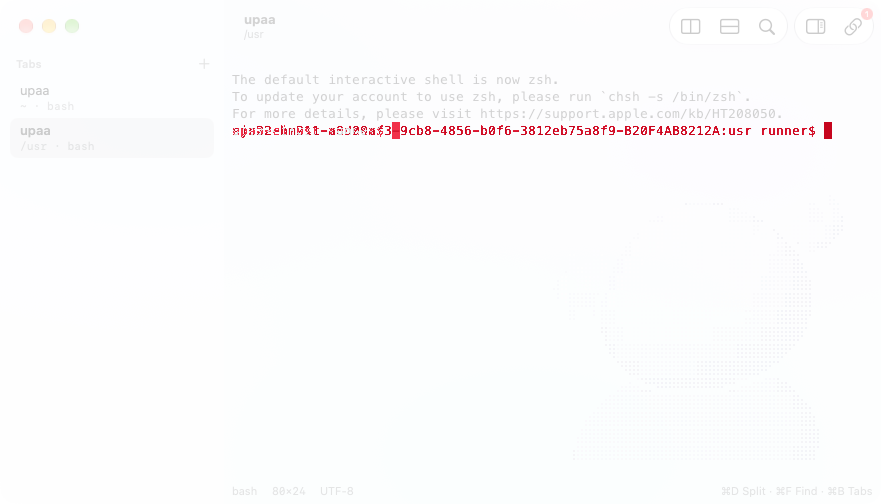 upaa
/usr
1
Tabs
+
upaa
~ · bash
upaa
/usr · bash
The default interactive shell is now zsh.
To update your account to use zsh, please run `chsh -s /bin/zsh`.
For more details, please visit https://support.apple.com/kb/HT208050.
9cb8-4856-b0f6-3812eb75a8f9-B20F4AB8212A:usr runner$
bash 80×24 UTF-8
⌘D Split · ⌘F Find · ⌘B Tabs